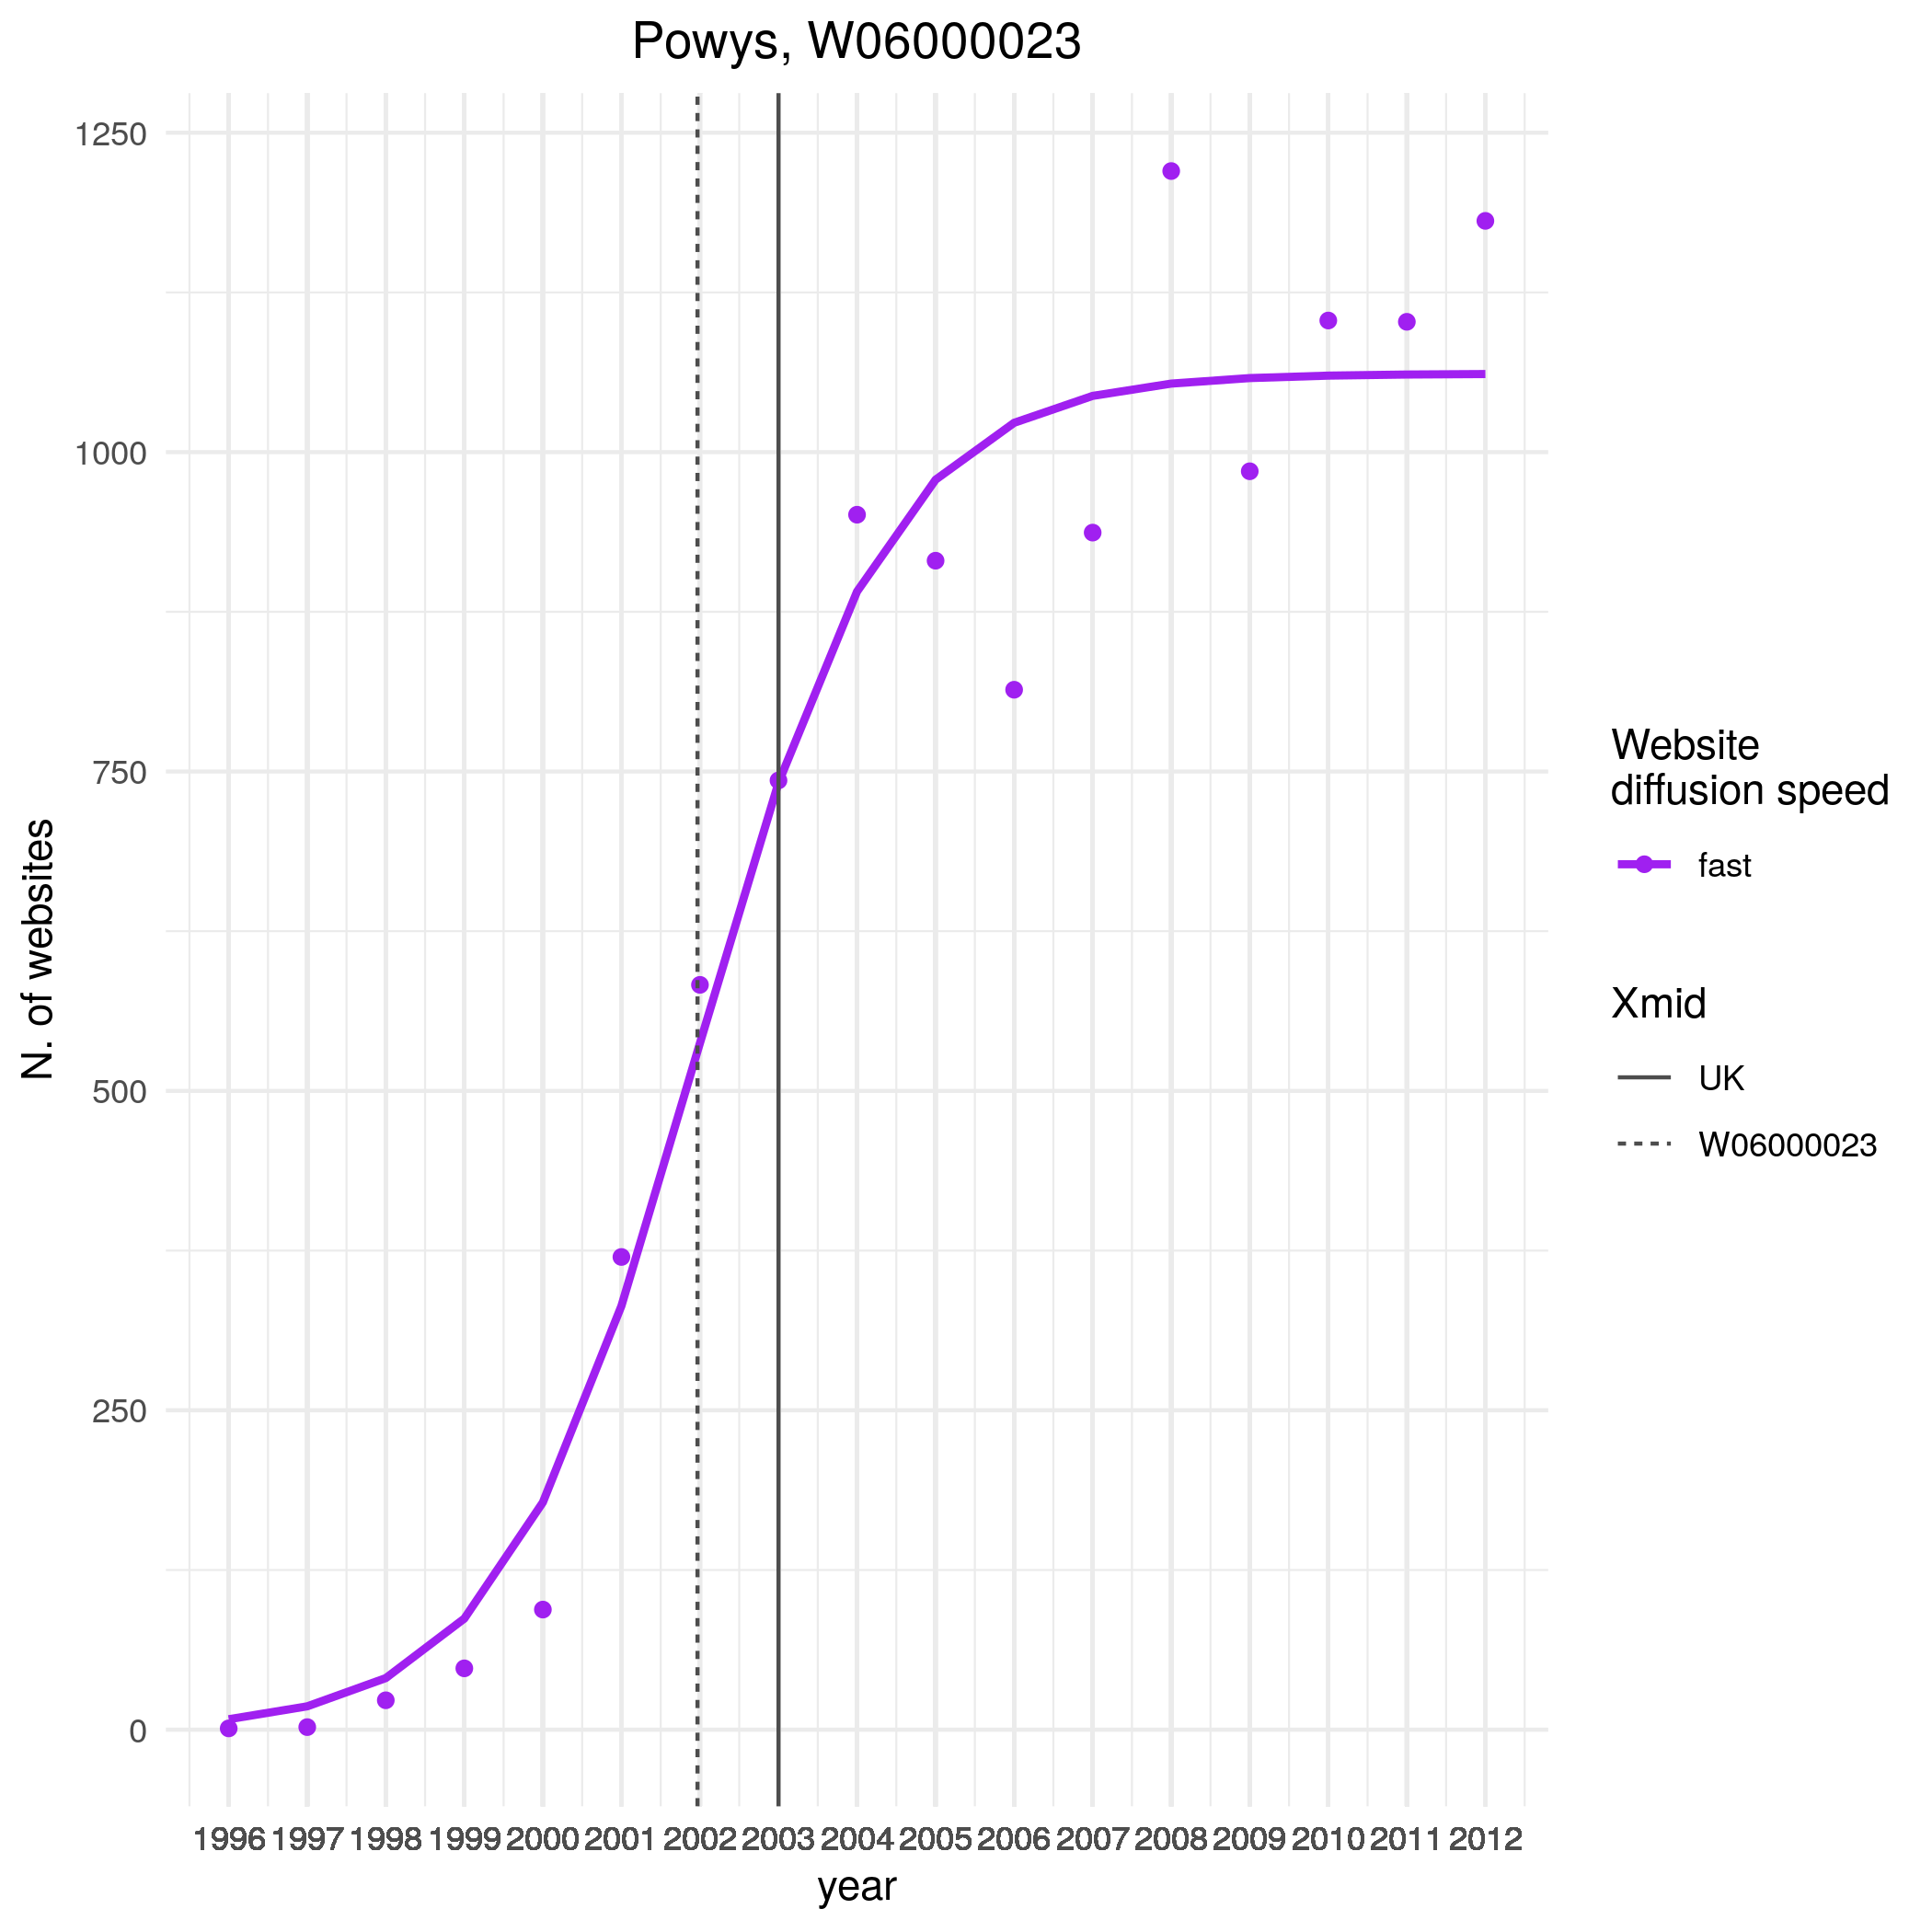 Powys, W06000023
1250
1000
750
500
250
0
N. of websites
1996 1997 1998 1999 2000 2001 2002 2003 2004 2005 2006 2007 2008 2009 2010 2011 2012
year
Website
diffusion speed
fast
Xmid
UK
W06000023